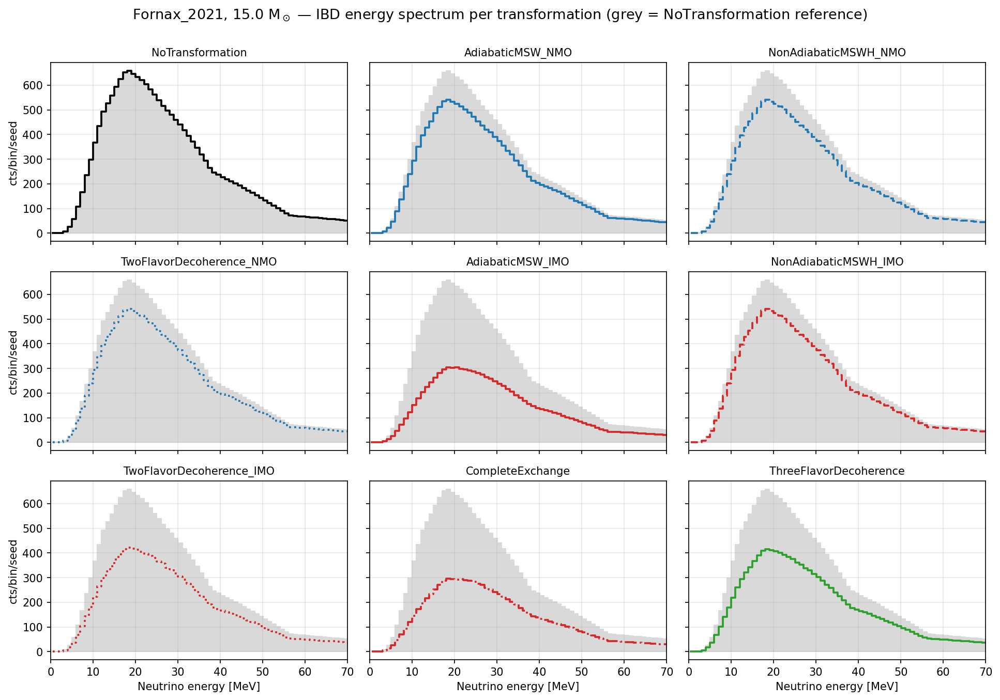 Fornax_2021, 15.0 M⊙ — IBD energy spectrum per transformation (grey = NoTransformation reference)
NoTransformation
AdiabaticMSW_NMO
NonAdiabaticMSWH_NMO
cts/bin/seed
600
500
400
300
200
100
0
TwoFlavorDecoherence_NMO
AdiabaticMSW_IMO
NonAdiabaticMSWH_IMO
cts/bin/seed
600
500
400
300
200
100
0
TwoFlavorDecoherence_IMO
CompleteExchange
ThreeFlavorDecoherence
cts/bin/seed
600
500
400
300
200
100
0
0 10 20 30 40 50 60 70
0 10 20 30 40 50 60 70
0 10 20 30 40 50 60 70
Neutrino energy [MeV]
Neutrino energy [MeV]
Neutrino energy [MeV]